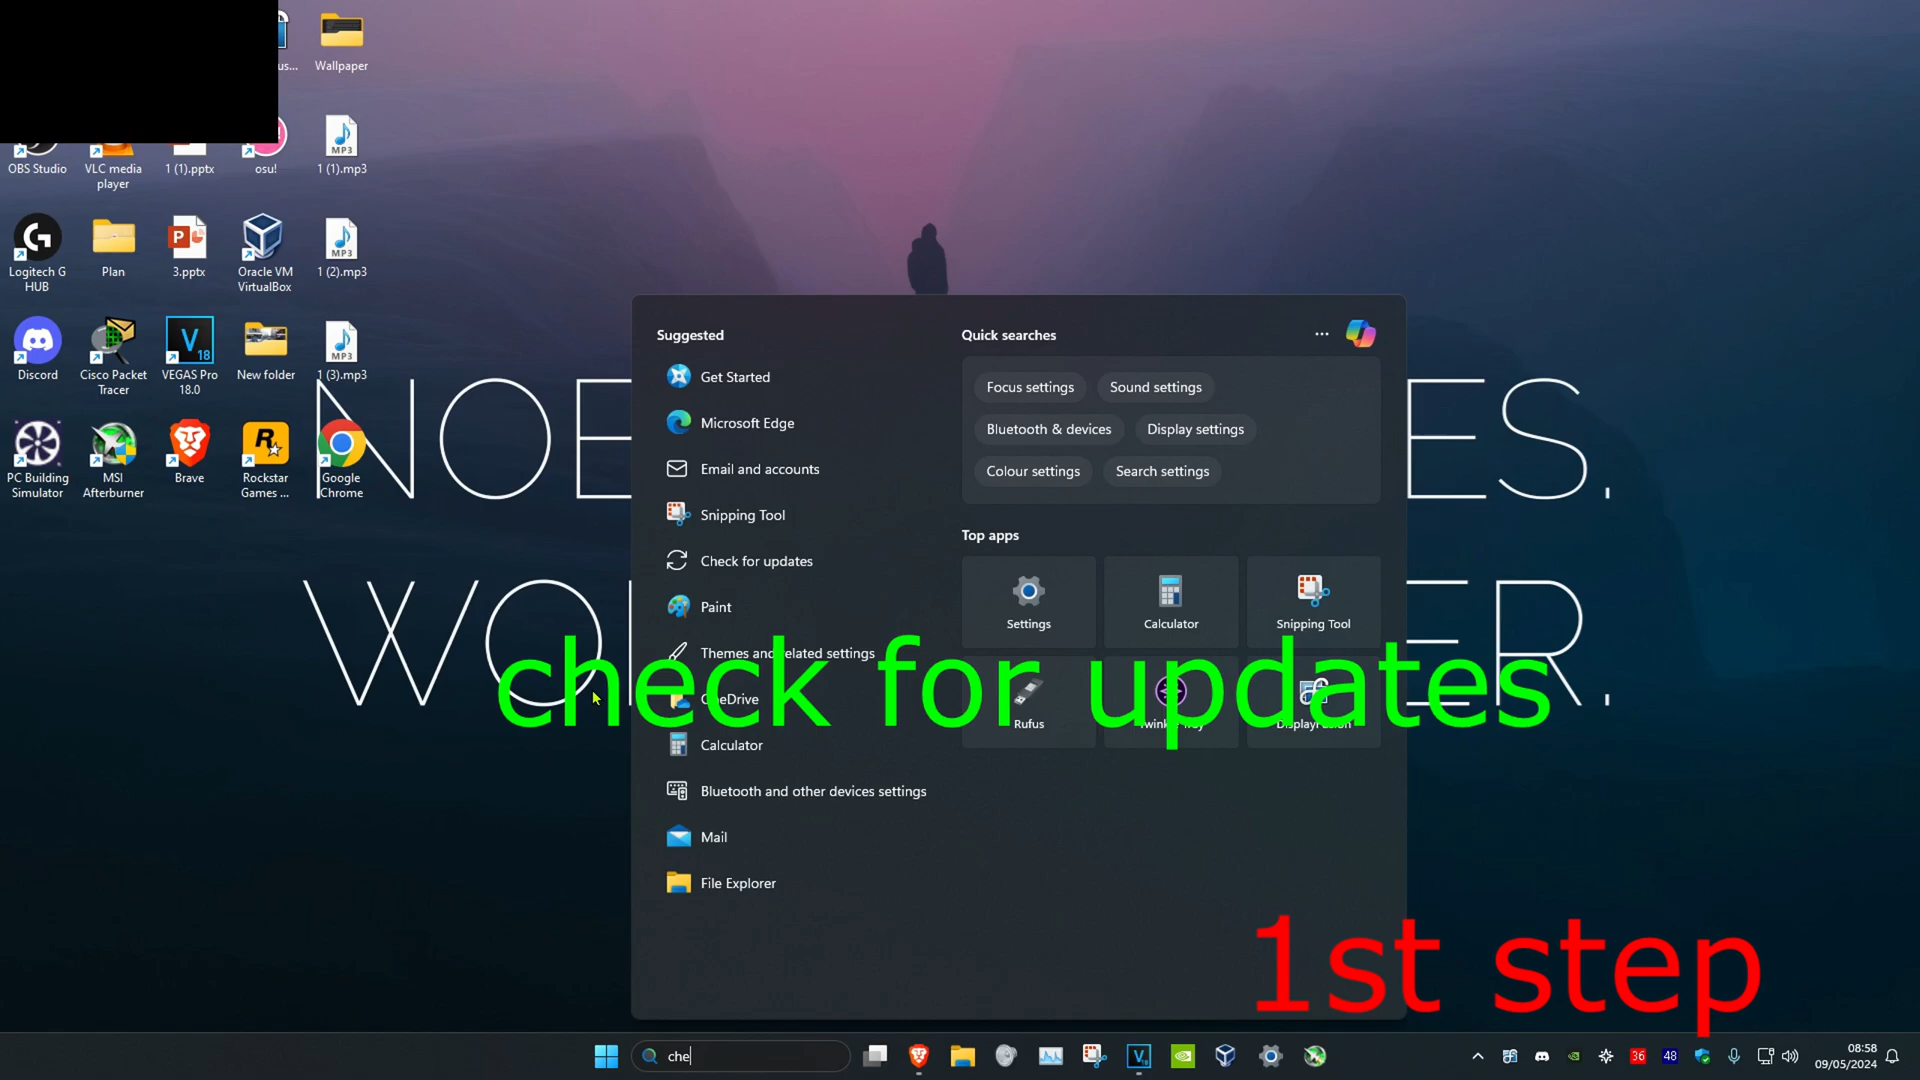 us...
Wallpaper
OBS Studio
VLC media player
1 (1).pptx
osu!
1 (1).mp3
Logitech G HUB
Plan
3.pptx
Oracle VM VirtualBox
1 (2).mp3
Discord
Cisco Packet Tracer
VEGAS Pro 18.0
New folder
1 (3).mp3
PC Building Simulator
MSI Afterburner
Brave
Rockstar Games ...
Google Chrome
Suggested
Get Started
Microsoft Edge
Email and accounts
Snipping Tool
Check for updates
Paint
Themes and related settings
OneDrive
Calculator
Bluetooth and other devices settings
Mail
File Explorer
Quick searches
Focus settings
Sound settings
Bluetooth & devices
Display settings
Colour settings
Search settings
Top apps
Settings
Calculator
Snipping Tool
Rufus
check for updates
1st step
che
36
48
08:58
09/05/2024